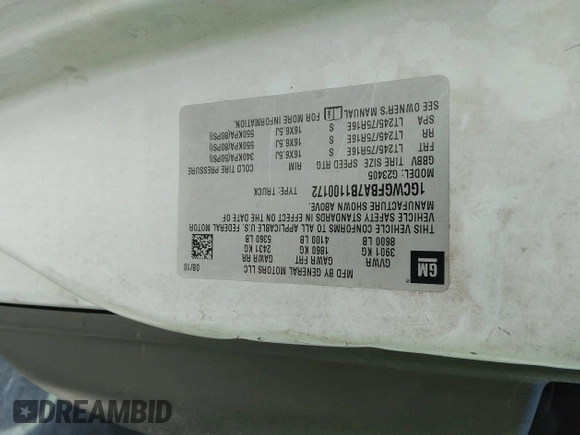 GM
MFD BY GENERAL MOTORS LLC
08/10
GVWR GAWR FRT GAWR RR
3901 KG 1860 KG 2431 KG
8600 LB 4100 LB 5360 LB
THIS VEHICLE CONFORMS TO ALL APPLICABLE U.S. FEDERAL MOTOR
VEHICLE SAFETY STANDARDS IN EFFECT ON THE DATE OF
MANUFACTURE SHOWN ABOVE.
1GCWGFBA7B1100172 TYPE: TRUCK
MODEL: G23405
GBRV TIRE SIZE SPEED RTG RIM COLD TIRE PRESSURE
FRT LT245/75R16E S 16X6.5J 340KPA(50PSI)
RR LT245/75R16E S 16X6.5J 550KPA(80PSI)
SPA LT245/75R16E S 16X6.5J 550KPA(80PSI)
SEE OWNER'S MANUAL FOR MORE INFORMATION.
DREAMBID